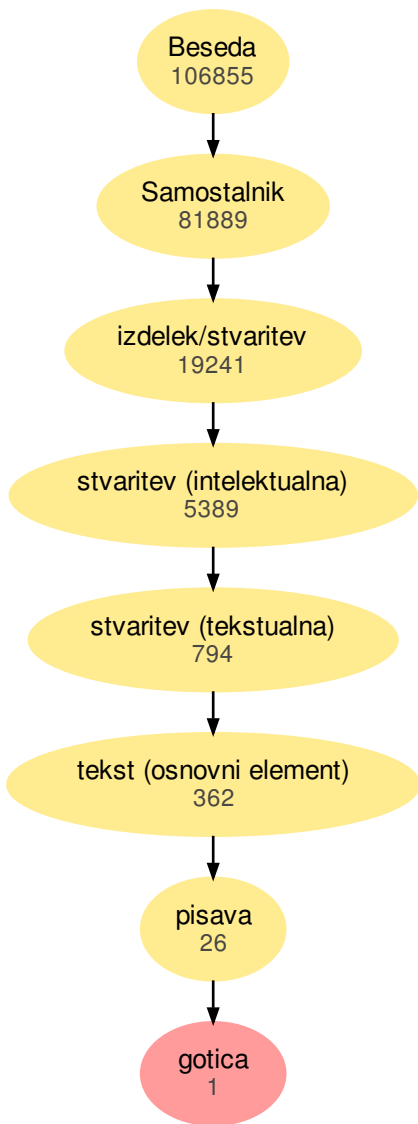 Beseda
106855
Samostalnik
81889
izdelek/stvaritev
19241
stvaritev (intelektualna)
5389
stvaritev (tekstualna)
794
tekst (osnovni element)
362
pisava
26
gotica
1